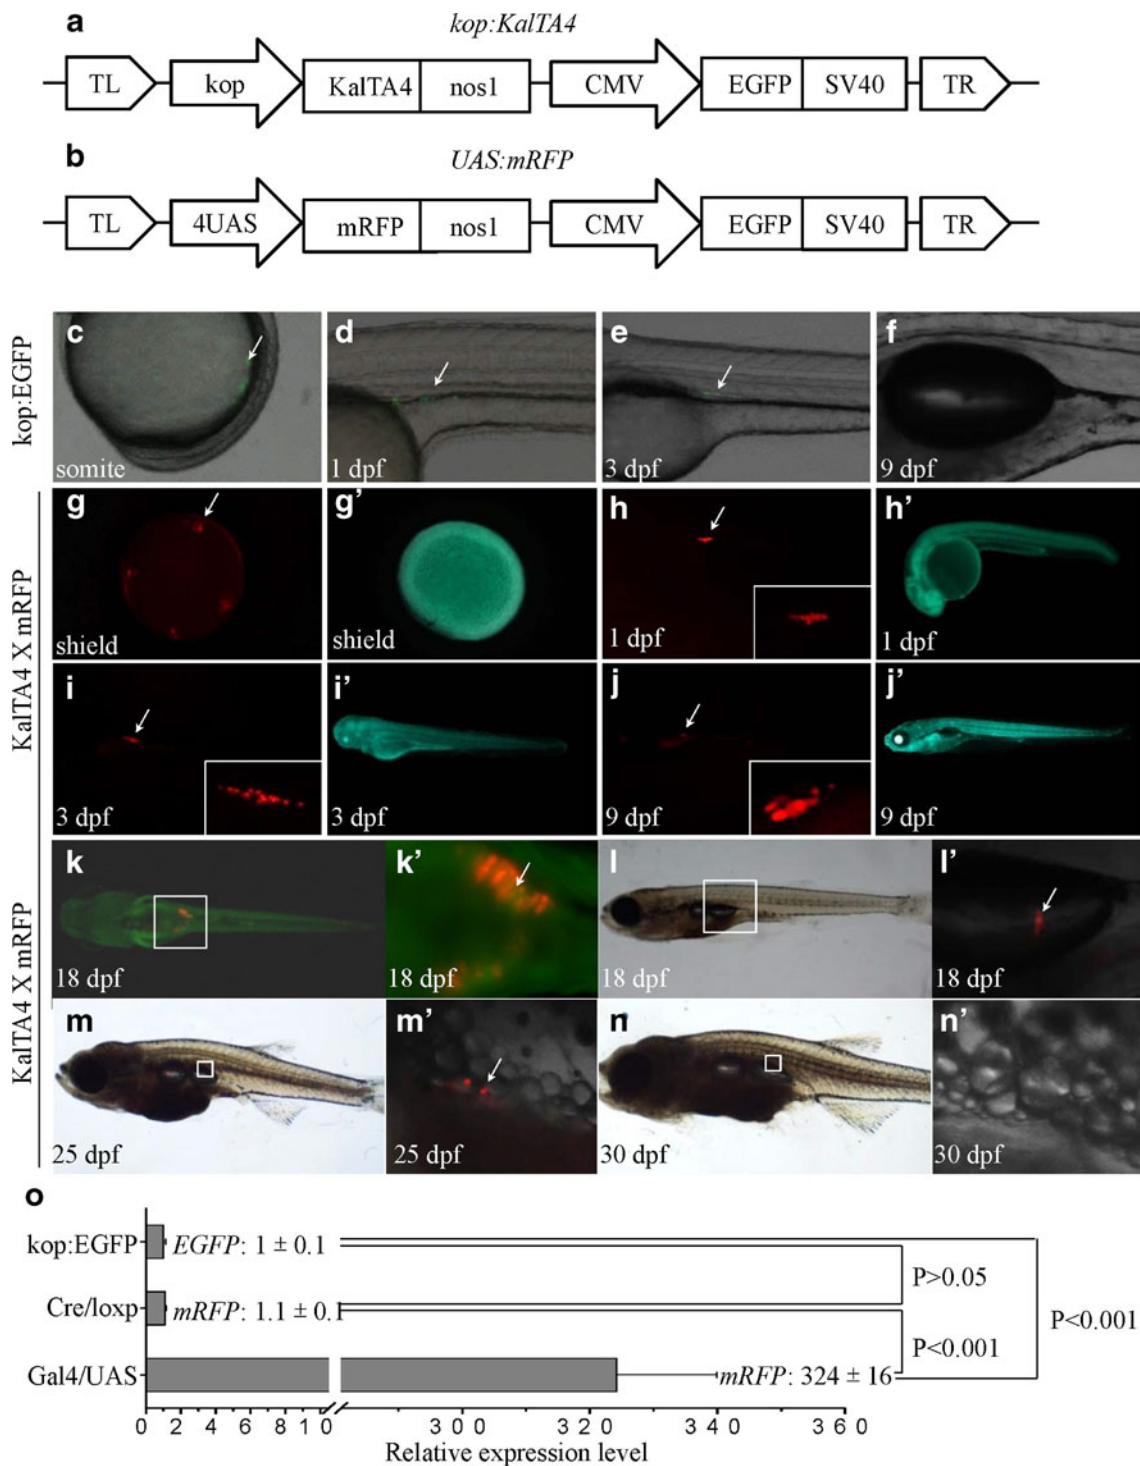 a
kop:KalTA4
TL kop KalTA4 nos1 CMV EGFP SV40 TR
b
UAS:mRFP
TL 4UAS mRFP nos1 CMV EGFP SV40 TR
kop:EGFP
c somite
d 1 dpf
e 3 dpf
f 9 dpf
KalTA4 X mRFP
g shield
g’ shield
h 1 dpf
h’ 1 dpf
i 3 dpf
i’ 3 dpf
j 9 dpf
j’ 9 dpf
KalTA4 X mRFP
k 18 dpf
k’ 18 dpf
l 18 dpf
l’ 18 dpf
m 25 dpf
m’ 25 dpf
n 30 dpf
n’ 30 dpf
o
kop:EGFP EGFP: 1 ± 0.1
P>0.05
Cre/loxp mRFP: 1.1 ± 0.1
P<0.001
P<0.001
Gal4/UAS mRFP: 324 ± 16
0 2 4 6 8 10 300 320 340 360
Relative expression level